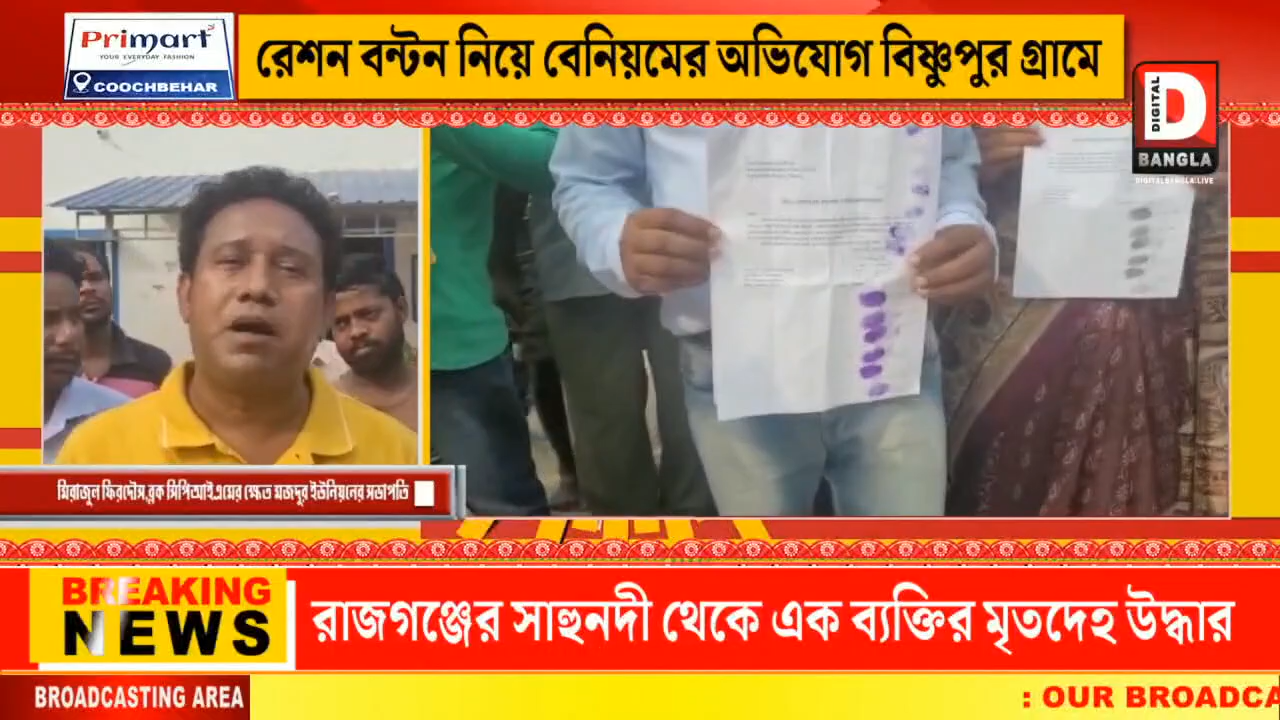 Primart
YOUR EVERYDAY FASHION
COOCHBEHAR
রেশন বন্টন নিয়ে বেনিয়মের অভিযোগ বিষ্ণুপুর গ্রামে
DIGITAL
D
BANGLA
DIGITALBANGLA.LIVE
মিরাজুল ফিরদৌস,ব্লক সিপিআইএমের ক্ষেত মজদুর ইউনিয়নের সভাপতি
BREAKING
NEWS
রাজগঞ্জের সাহুনদী থেকে এক ব্যক্তির মৃতদেহ উদ্ধার
BROADCASTING AREA
: OUR BROADCA